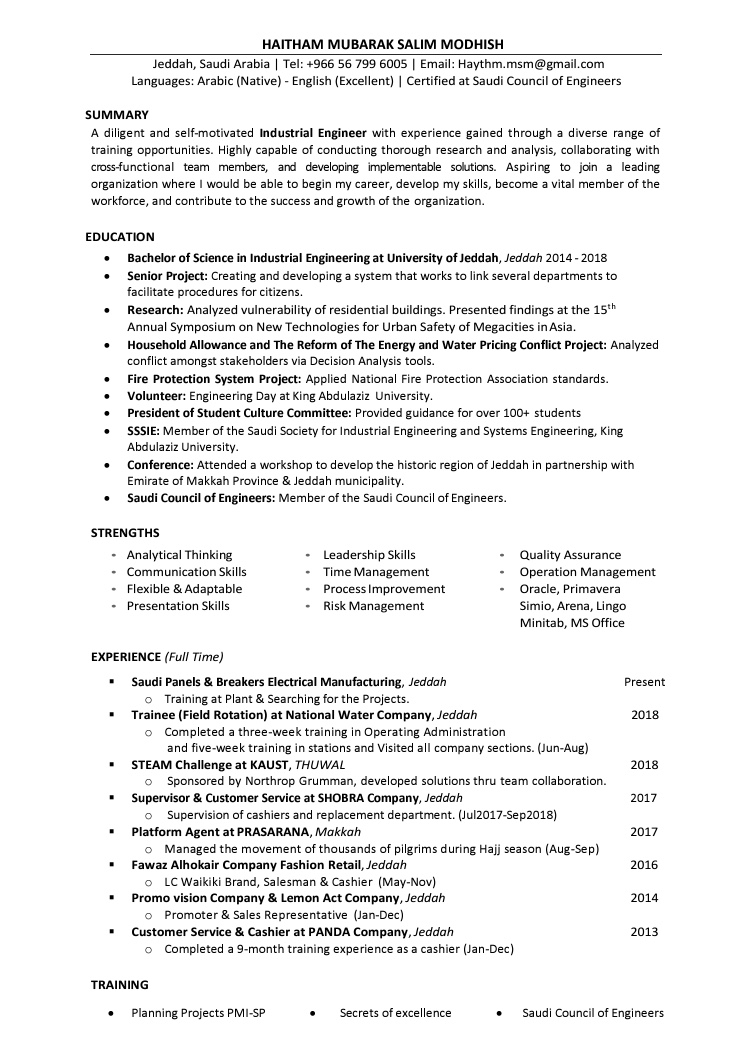 HAITHAM MUBARAK SALIM MODHISH
Jeddah, Saudi Arabia | Tel: +966 56 799 6005 | Email: Haythm.msm@gmail.com
Languages: Arabic (Native) - English (Excellent) | Certified at Saudi Council of Engineers
SUMMARY
A diligent and self-motivated Industrial Engineer with experience gained through a diverse range of
training opportunities. Highly capable of conducting thorough research and analysis, collaborating with
cross-functional team members, and developing implementable solutions. Aspiring to join a leading
organization where I would be able to begin my career, develop my skills, become a vital member of the
workforce, and contribute to the success and growth of the organization.
EDUCATION
• Bachelor of Science in Industrial Engineering at University of Jeddah, Jeddah 2014 - 2018
• Senior Project: Creating and developing a system that works to link several departments to
facilitate procedures for citizens.
• Research: Analyzed vulnerability of residential buildings. Presented findings at the 15th
Annual Symposium on New Technologies for Urban Safety of Megacities in Asia.
• Household Allowance and The Reform of The Energy and Water Pricing Conflict Project: Analyzed
conflict amongst stakeholders via Decision Analysis tools.
• Fire Protection System Project: Applied National Fire Protection Association standards.
• Volunteer: Engineering Day at King Abdulaziz University.
• President of Student Culture Committee: Provided guidance for over 100+ students
• SSSIE: Member of the Saudi Society for Industrial Engineering and Systems Engineering, King
Abdulaziz University.
• Conference: Attended a workshop to develop the historic region of Jeddah in partnership with
Emirate of Makkah Province & Jeddah municipality.
• Saudi Council of Engineers: Member of the Saudi Council of Engineers.
STRENGTHS
• Analytical Thinking • Leadership Skills • Quality Assurance
• Communication Skills • Time Management • Operation Management
• Flexible & Adaptable • Process Improvement • Oracle, Primavera
• Presentation Skills • Risk Management Simio, Arena, Lingo
Minitab, MS Office
EXPERIENCE (Full Time)
▪ Saudi Panels & Breakers Electrical Manufacturing, Jeddah Present
o Training at Plant & Searching for the Projects.
▪ Trainee (Field Rotation) at National Water Company, Jeddah 2018
o Completed a three-week training in Operating Administration
and five-week training in stations and Visited all company sections. (Jun-Aug)
▪ STEAM Challenge at KAUST, THUWAL 2018
o Sponsored by Northrop Grumman, developed solutions thru team collaboration.
▪ Supervisor & Customer Service at SHOBRA Company, Jeddah 2017
o Supervision of cashiers and replacement department. (Jul2017-Sep2018)
▪ Platform Agent at PRASARANA, Makkah 2017
o Managed the movement of thousands of pilgrims during Hajj season (Aug-Sep)
▪ Fawaz Alhokair Company Fashion Retail, Jeddah 2016
o LC Waikiki Brand, Salesman & Cashier (May-Nov)
▪ Promo vision Company & Lemon Act Company, Jeddah 2014
o Promoter & Sales Representative (Jan-Dec)
▪ Customer Service & Cashier at PANDA Company, Jeddah 2013
o Completed a 9-month training experience as a cashier (Jan-Dec)
TRAINING
• Planning Projects PMI-SP • Secrets of excellence • Saudi Council of Engineers